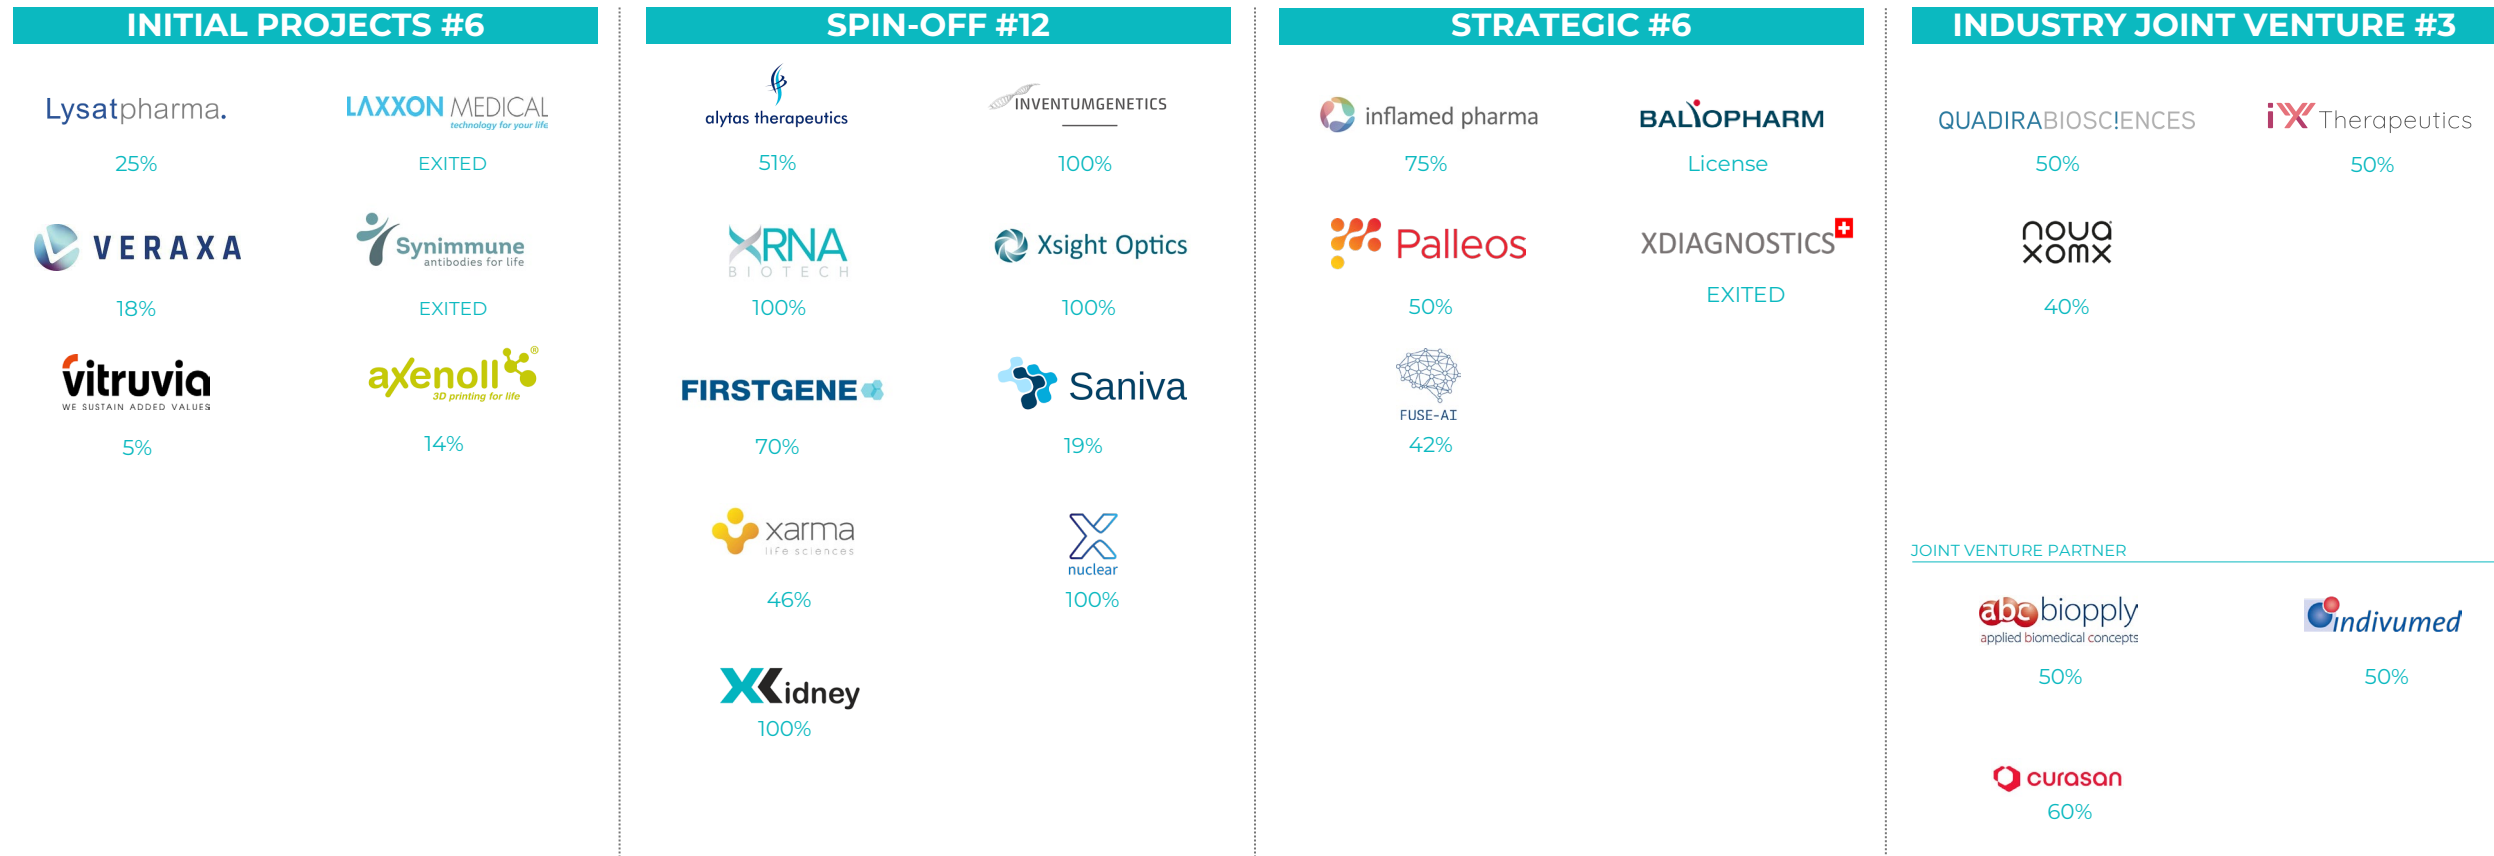 INITIAL PROJECTS #6
Lysatpharma.
25%
LAXXON MEDICAL
technology for your life
EXITED
VERAXA
18%
Synimmune
antibodies for life
EXITED
vitruvia
WE SUSTAIN ADDED VALUES
5%
axenoll®
3D printing for life
14%
SPIN-OFF #12
alytas therapeutics
51%
INVENTUMGENETICS
100%
XRNA
BIOTECH
100%
Xsight Optics
100%
FIRSTGENE
70%
Saniva
19%
xarma
life sciences
46%
X
nuclear
100%
XKidney
100%
STRATEGIC #6
inflamed pharma
75%
BALIOPHARM
License
Palleos
50%
XDIAGNOSTICS
EXITED
FUSE-AI
42%
INDUSTRY JOINT VENTURE #3
QUADIRABIOSC!ENCES
50%
iXX Therapeutics
50%
noua
xomx
40%
JOINT VENTURE PARTNER
abc biopply
applied biomedical concepts
50%
indivumed
50%
curasan
60%